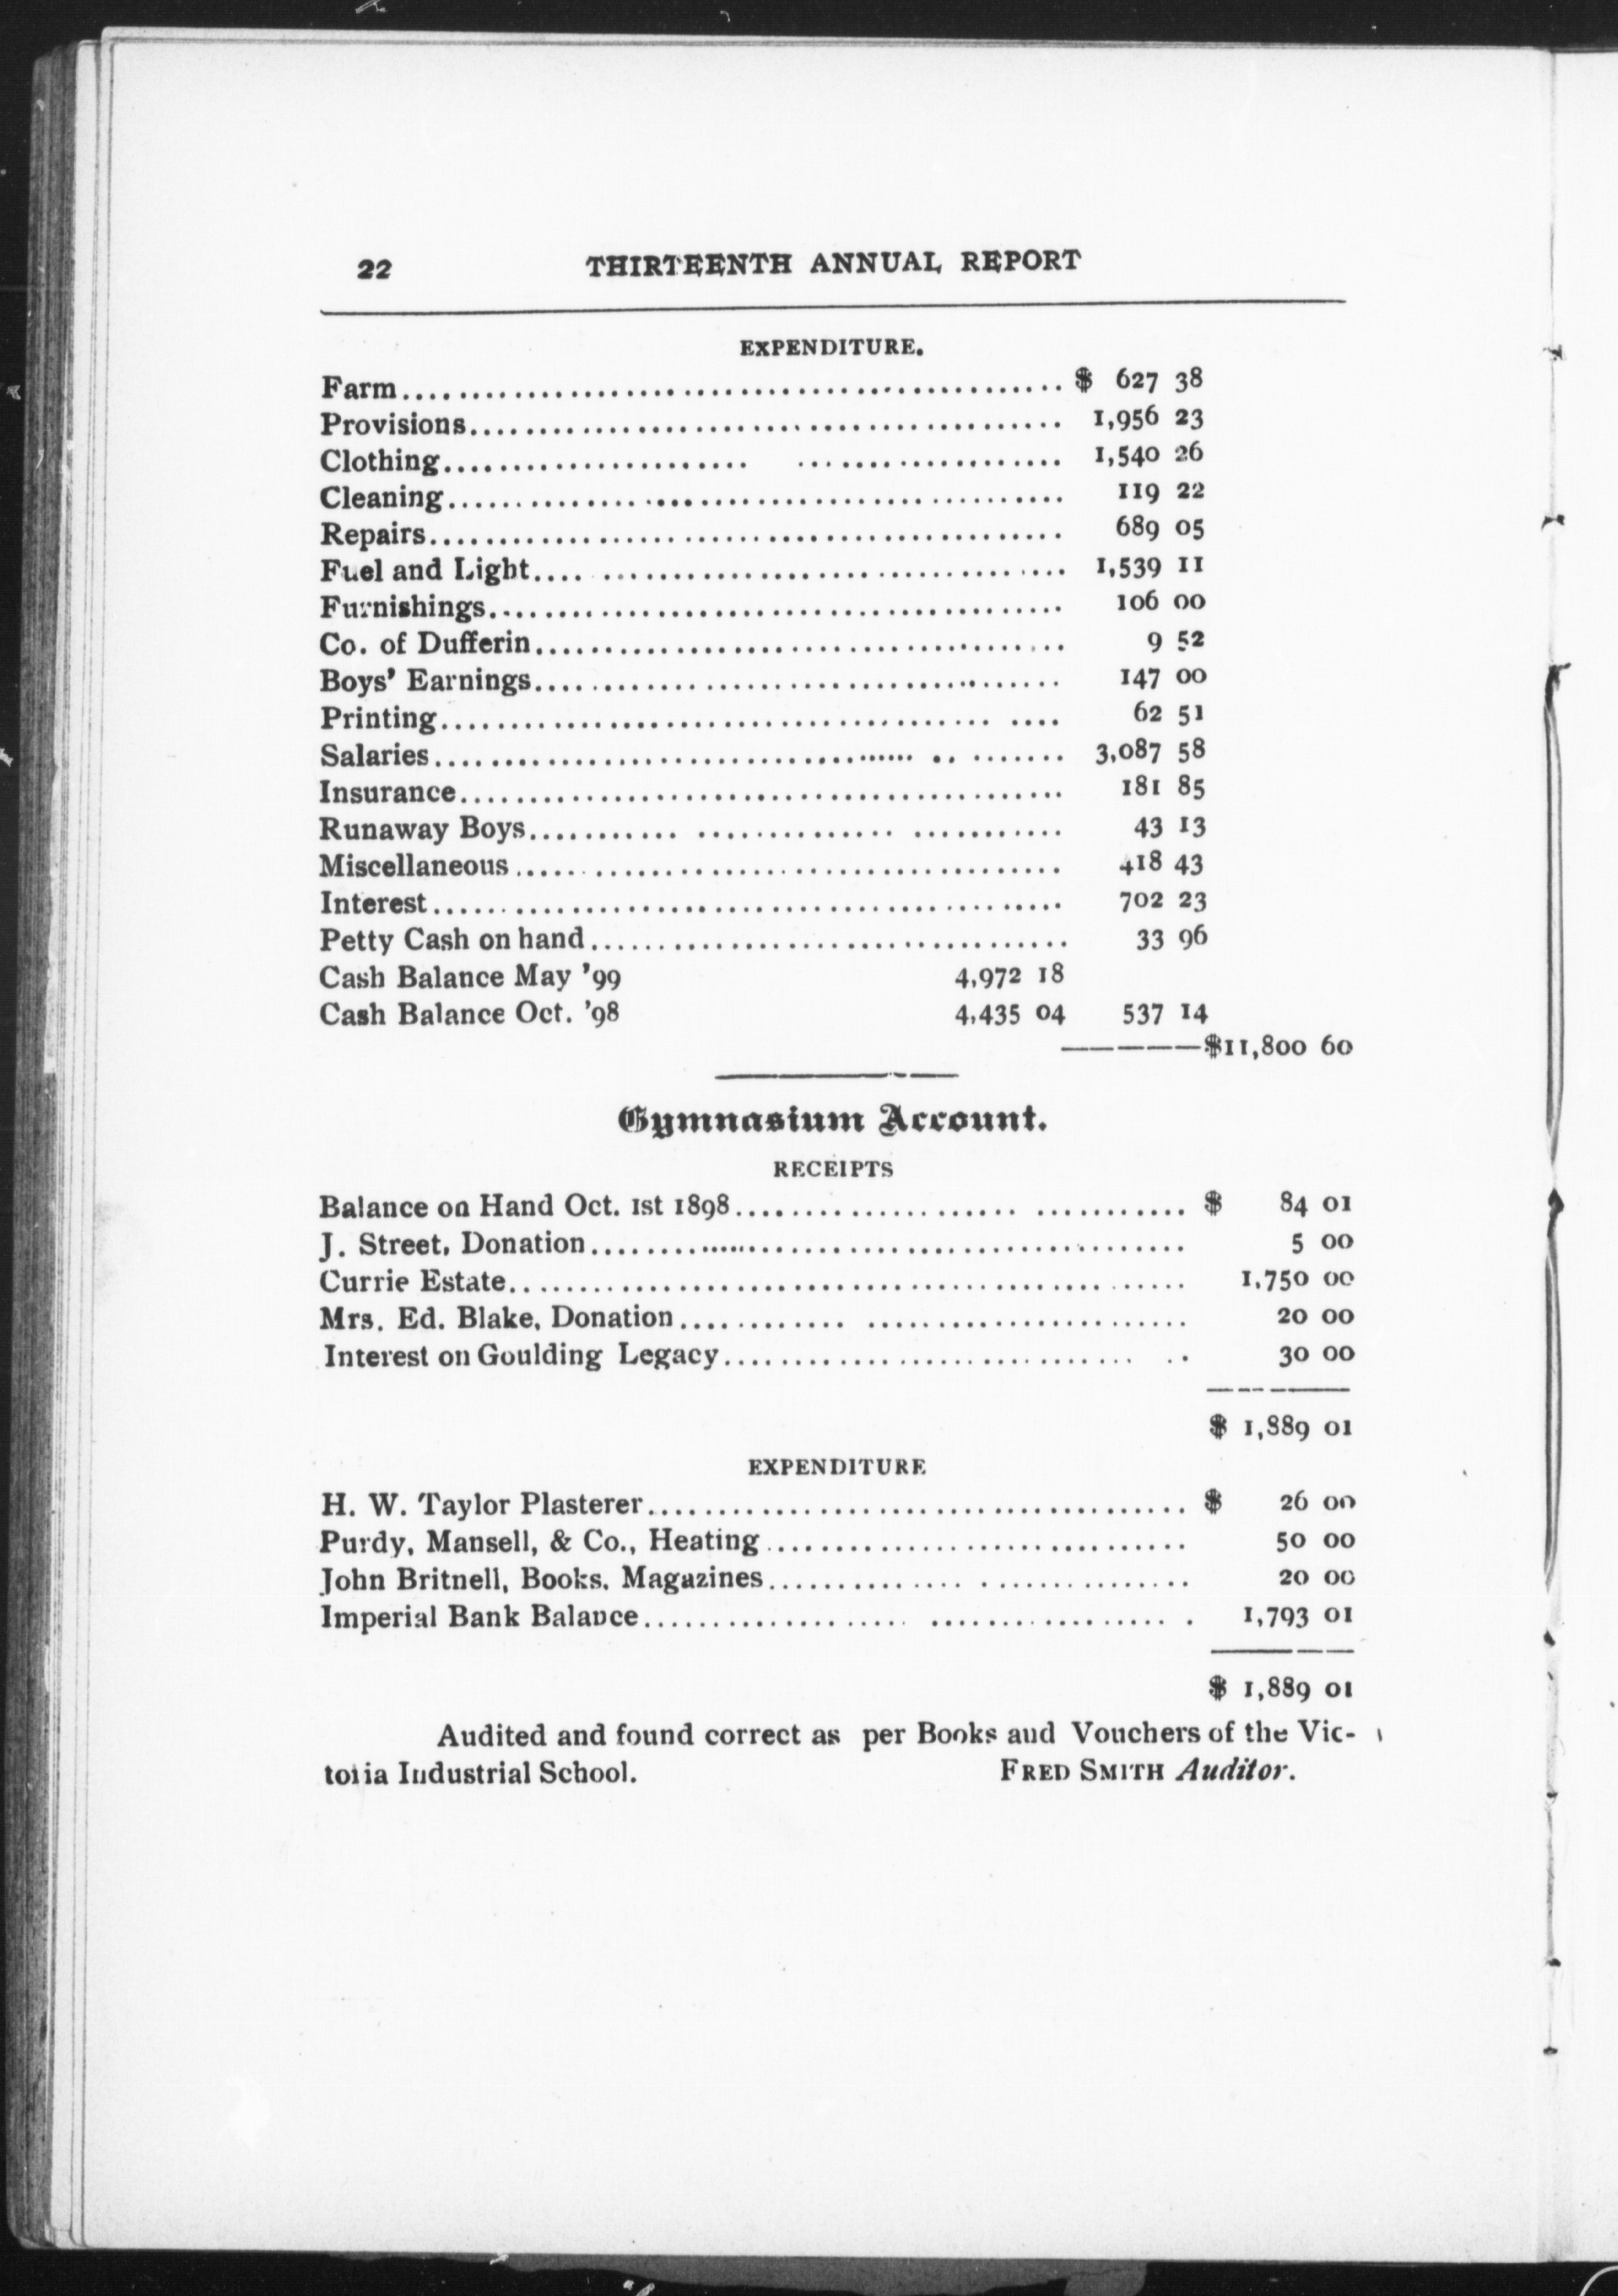 22 THIRTEENTH ANNUAL REPORT
EXPENDITURE.
Farm........................................ $ 627 38
Provisions........................................ 1,956 23
Clothing........................................ 1,540 26
Cleaning........................................ 119 22
Repairs........................................ 689 05
Fuel and Light........................................ 1,539 11
Furnishings........................................ 106 00
Co. of Dufferin........................................ 9 52
Boys' Earnings........................................ 147 00
Printing........................................ 62 51
Salaries........................................ 3,087 58
Insurance........................................ 181 85
Runaway Boys........................................ 43 13
Miscellaneous........................................ 418 43
Interest........................................ 702 23
Petty Cash on hand........................................ 33 96
Cash Balance May '99 4,972 18
Cash Balance Oct. '98 4,435 04 537 14
$11,800 60
Gymnasium Account.
RECEIPTS
Balance on Hand Oct. 1st 1898........................................ $ 84 01
J. Street, Donation........................................ 5 00
Currie Estate........................................ 1,750 00
Mrs. Ed. Blake, Donation........................................ 20 00
Interest on Goulding Legacy........................................ 30 00
$ 1,889 01
EXPENDITURE
H. W. Taylor Plasterer........................................ $ 26 00
Purdy, Mansell, & Co., Heating........................................ 50 00
John Britnell, Books, Magazines........................................ 20 00
Imperial Bank Balance........................................ 1,793 01
$ 1,889 01
Audited and found correct as per Books and Vouchers of the Vic-
toria Industrial School. FRED SMITH Auditor.